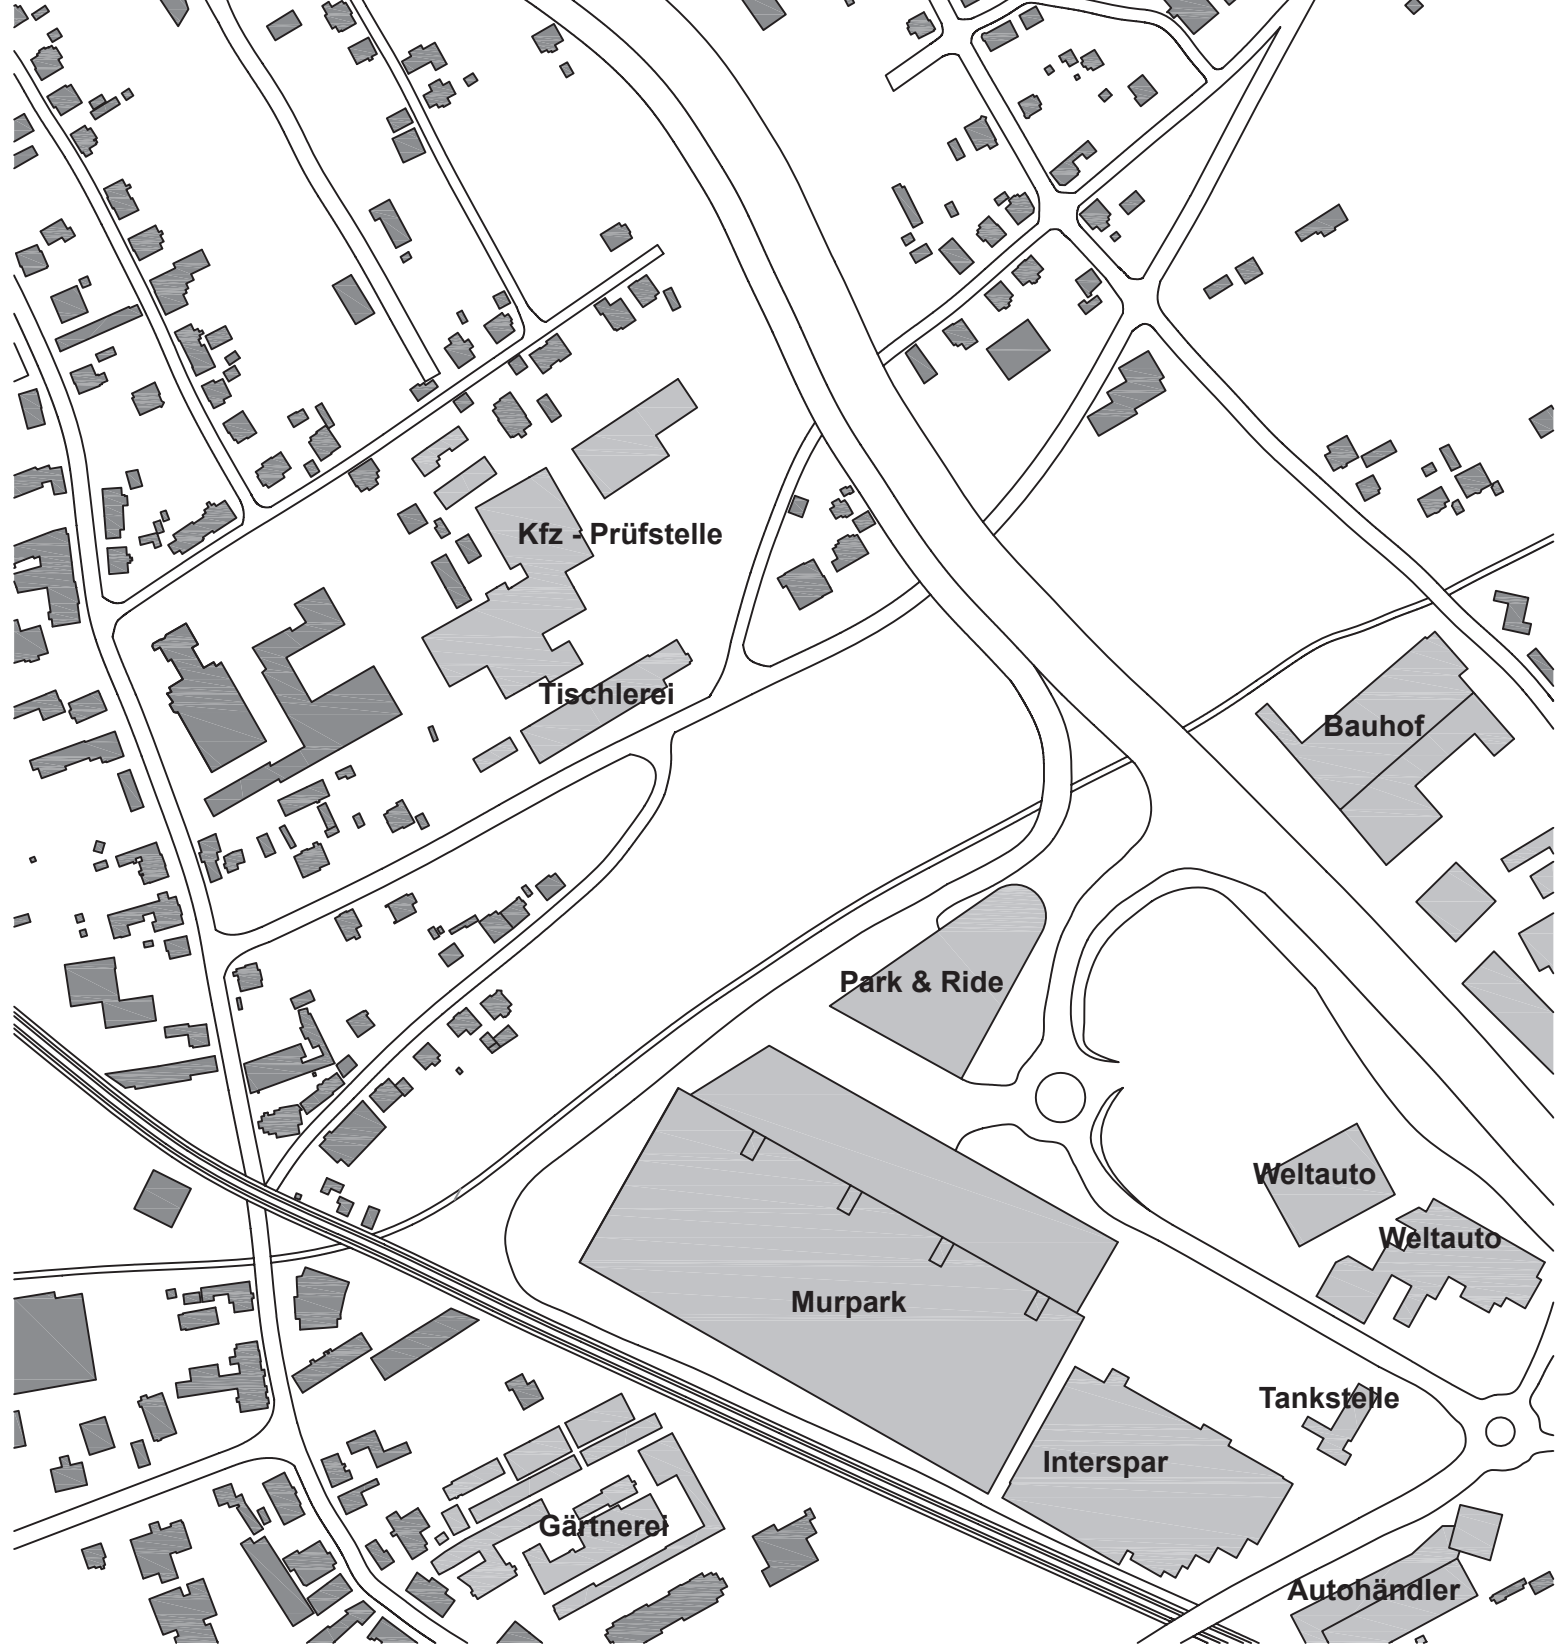 Kfz - Prüfstelle
Tischlerei
Bauhof
Park & Ride
Weltauto
Weltauto
Murpark
Tankstelle
Interspar
Gärtnerei
Autohändler